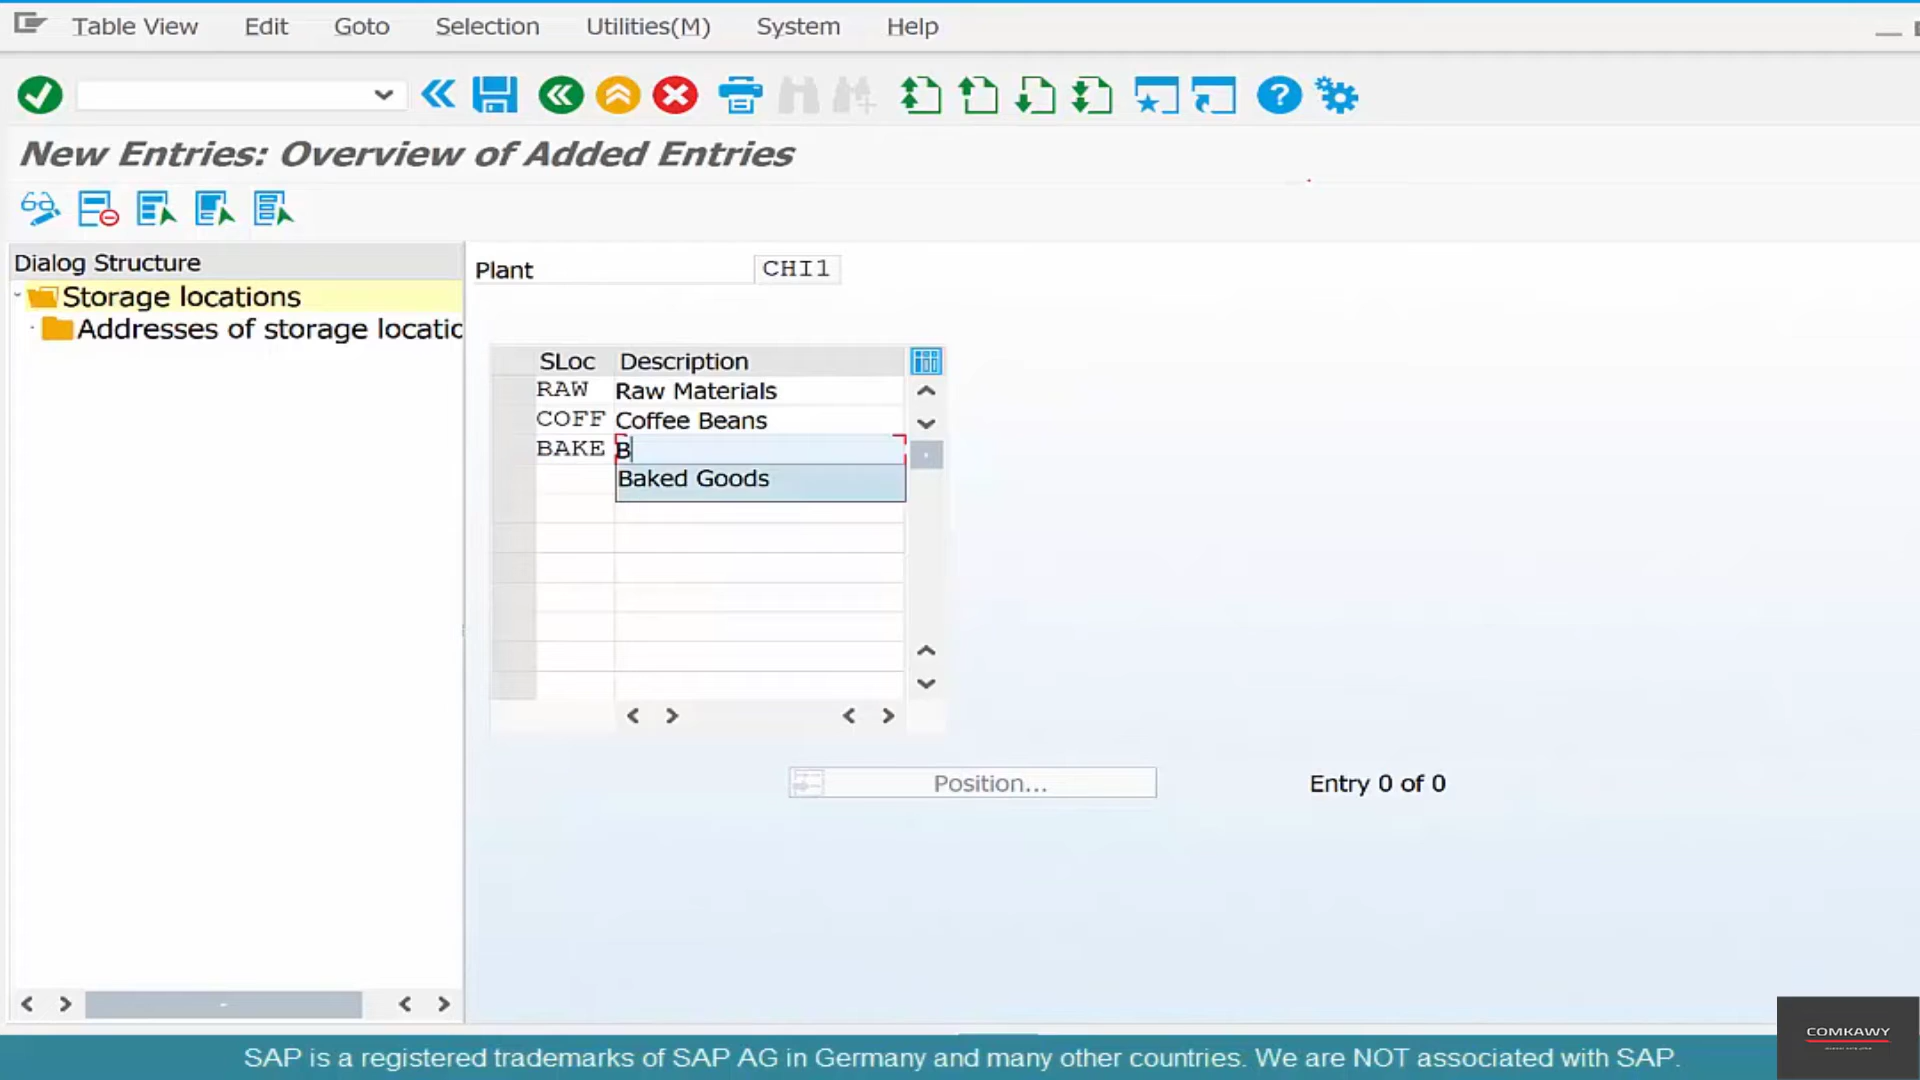 Table View Edit Goto Selection Utilities(M) System Help
New Entries: Overview of Added Entries
Dialog Structure
Storage locations
Addresses of storage locatio
Plant CHI1
SLoc Description
RAW Raw Materials
COFF Coffee Beans
BAKE B
Baked Goods
Position...
Entry 0 of 0
COMKAWY
SAP is a registered trademarks of SAP AG in Germany and many other countries. We are NOT associated with SAP.